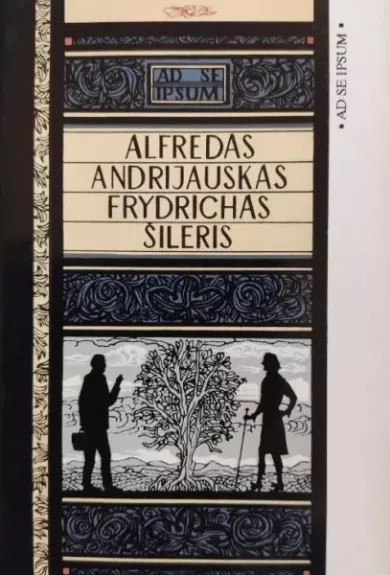 AD SE
IPSUM
ALFREDAS
ANDRIJAUSKAS
FRYDRICHAS
ŠILERIS
▪ AD SE IPSUM ▪